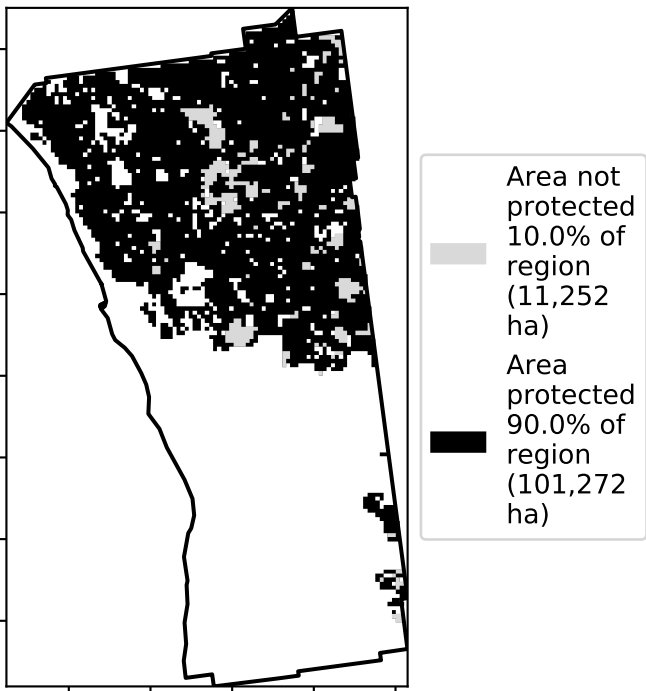 Area not
protected
10.0% of
region
(11,252
ha)
Area
protected
90.0% of
region
(101,272
ha)